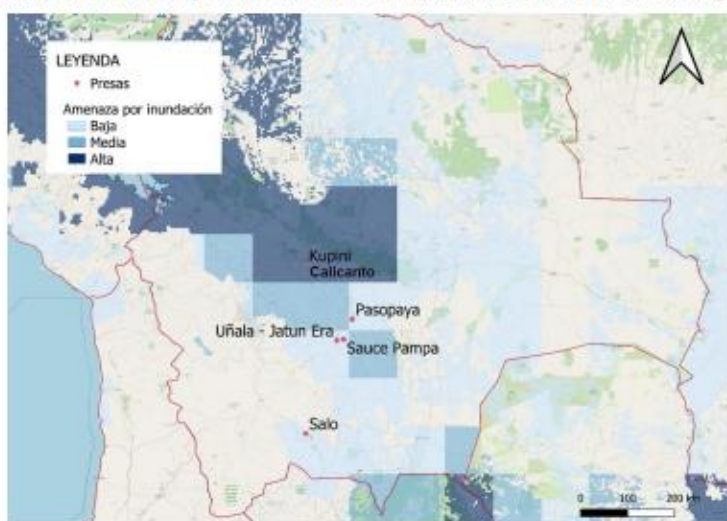 LEYENDA
Presas
Amenaza por inundación
Baja
Media
Alta
Kupini
Calicanto
Pasopaya
Uñala - Jatun Era
Sauce Pampa
Salo
0 100 200 km